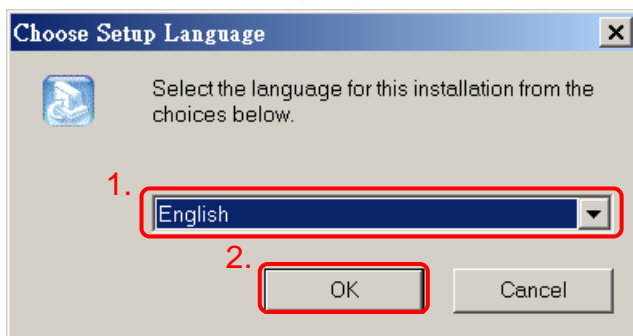 Choose Setup Language
Select the language for this installation from the
choices below.
1.
English
2.
OK Cancel